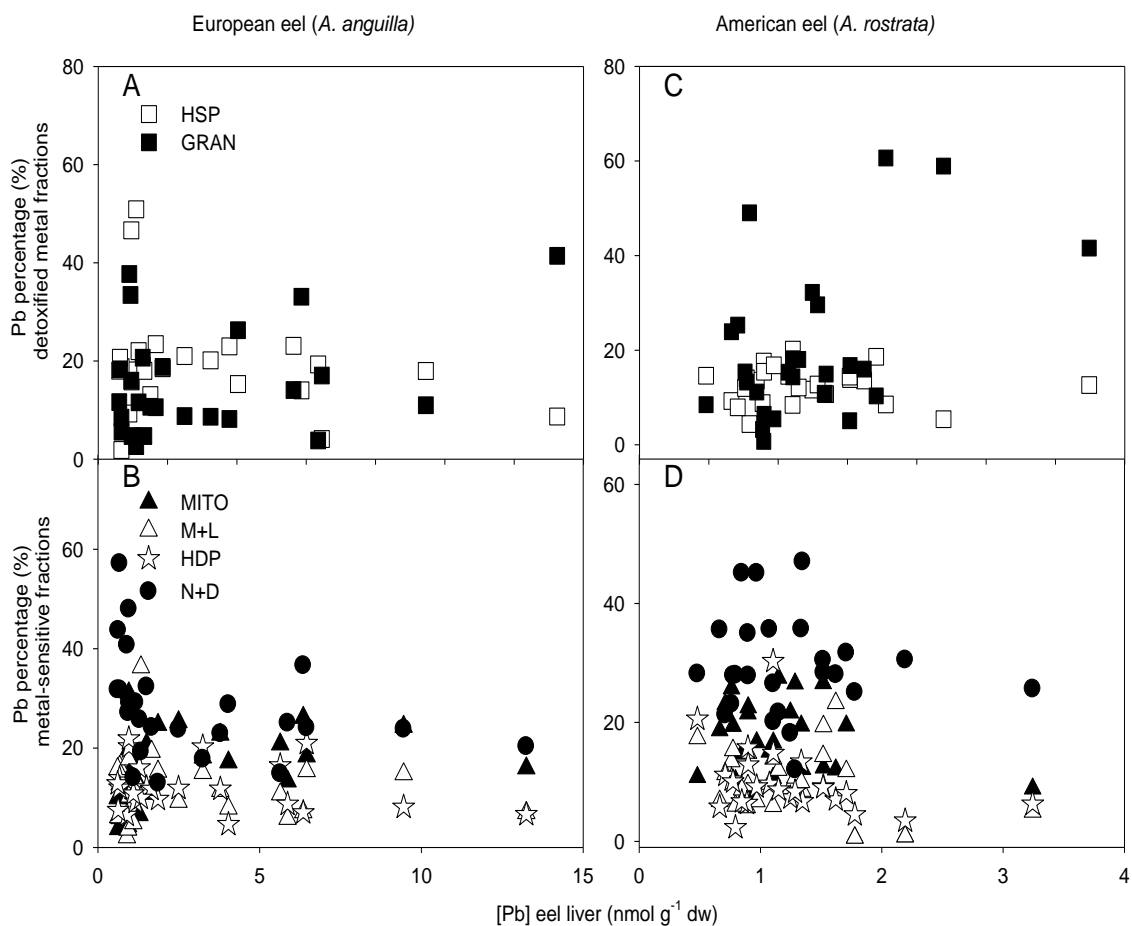 European eel (A. anguilla)
American eel (A. rostrata)
Pb percentage (%)
detoxified metal fractions
80
60
40
20
0
A
HSP
GRAN
C
80
60
40
20
0
Pb percentage (%)
metal-sensitive fractions
60
40
20
0
B
MITO
M+L
HDP
N+D
D
60
40
20
0
0 5 10 15
0 1 2 3 4
[Pb] eel liver (nmol g⁻¹ dw)